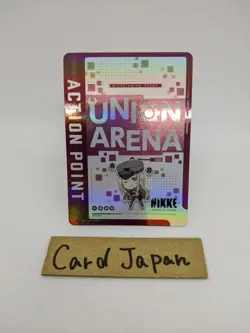 ACTION POINT
UNION
ARENA
NIKKE
Card Japan